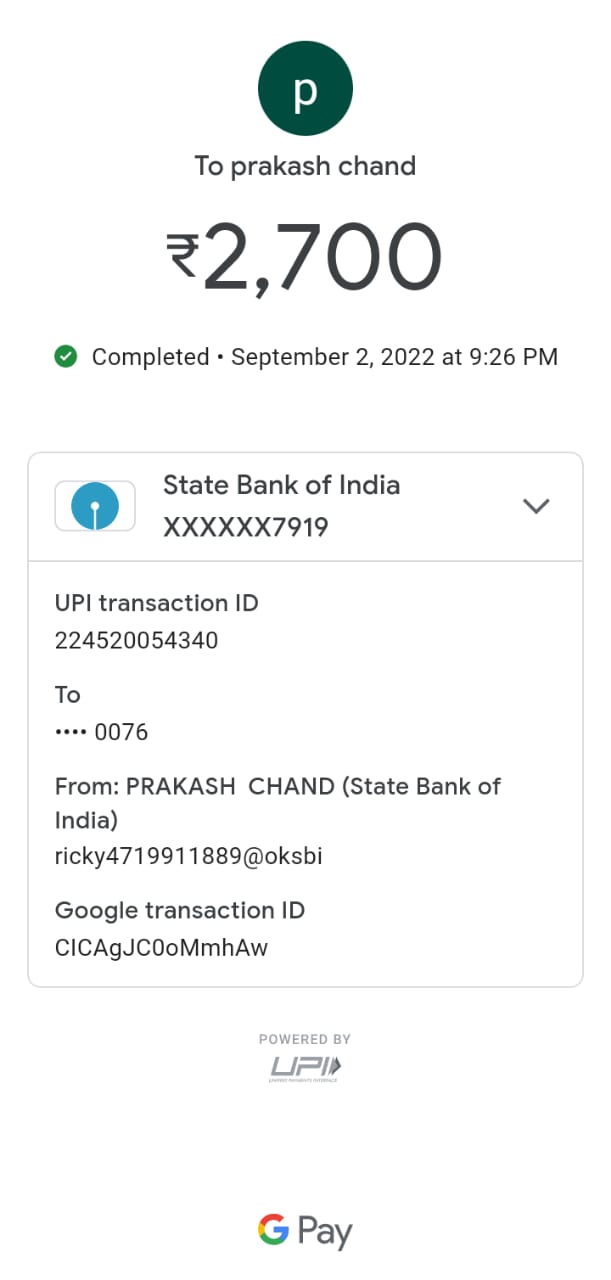 p
To prakash chand
₹2,700
Completed • September 2, 2022 at 9:26 PM
State Bank of India
XXXXXX7919
UPI transaction ID
224520054340
To
•••• 0076
From: PRAKASH  CHAND (State Bank of
India)
ricky4719911889@oksbi
Google transaction ID
CICAgJC0oMmhAw
POWERED BY
UPI
UNIFIED PAYMENTS INTERFACE
G Pay